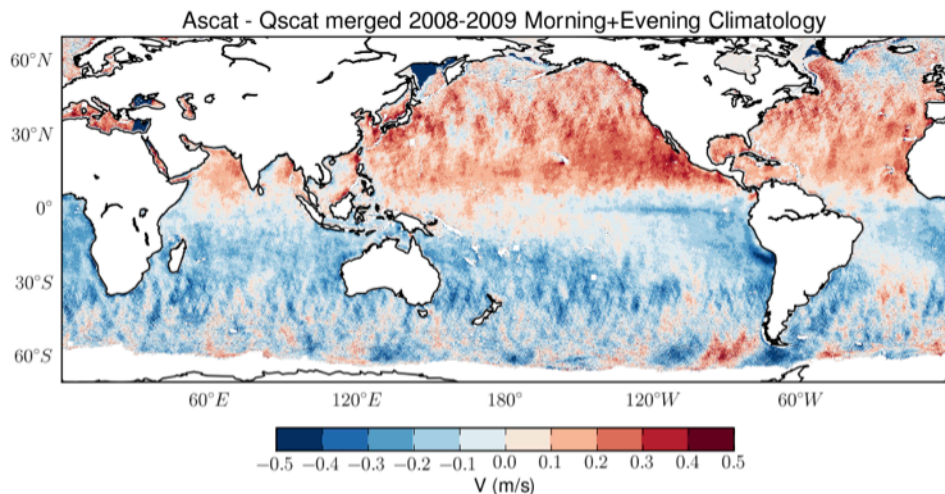 Ascat - Qscat merged 2008-2009 Morning+Evening Climatology
60°N
30°N
0°
30°S
60°S
60°E 120°E 180° 120°W 60°W
−0.5 −0.4 −0.3 −0.2 −0.1 0.0 0.1 0.2 0.3 0.4 0.5
V (m/s)